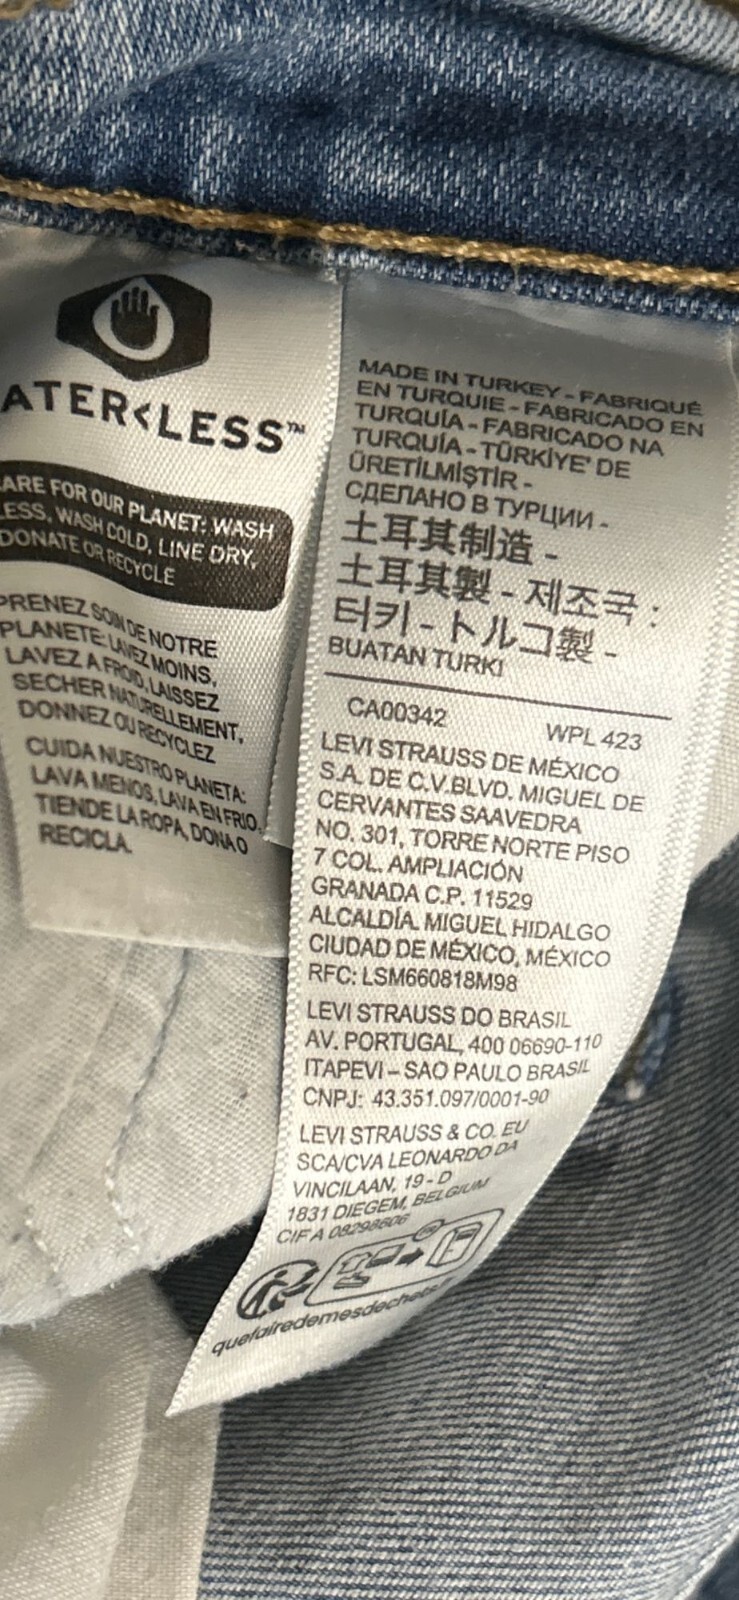 ATER<LESS™
ARE FOR OUR PLANET: WASH
LESS, WASH COLD, LINE DRY,
DONATE OR RECYCLE
PRENEZ SOIN DE NOTRE
PLANETE: LAVEZ MOINS,
LAVEZ A FROID, LAISSEZ
SECHER NATURELLEMENT,
DONNEZ OU RECYCLEZ
CUIDA NUESTRO PLANETA:
LAVA MENOS, LAVA EN FRIO,
TIENDE LA ROPA, DONA O
RECICLA.
MADE IN TURKEY - FABRIQUÉ
EN TURQUIE - FABRICADO EN
TURQUÍA - FABRICADO NA
TURQUIA - TÜRKİYE' DE
ÜRETİLMİŞTİR -
СДЕЛАНО В ТУРЦИИ -
土耳其制造 -
土耳其製 - 제조국 :
터키 - トルコ製 -
BUATAN TURKI
CA00342 WPL 423
LEVI STRAUSS DE MÉXICO
S.A. DE C.V.BLVD. MIGUEL DE
CERVANTES SAAVEDRA
NO. 301, TORRE NORTE PISO
7 COL. AMPLIACIÓN
GRANADA C.P. 11529
ALCALDÍA. MIGUEL HIDALGO
CIUDAD DE MÉXICO, MÉXICO
RFC: LSM660818M98
LEVI STRAUSS DO BRASIL
AV. PORTUGAL, 400 06690-110
ITAPEVI – SAO PAULO BRASIL
CNPJ: 43.351.097/0001-90
LEVI STRAUSS & CO. EU
SCA/CVA LEONARDO DA
VINCILAAN, 19 - D
1831 DIEGEM, BELGIUM
CIF A 08298606
quefairedemesdechets